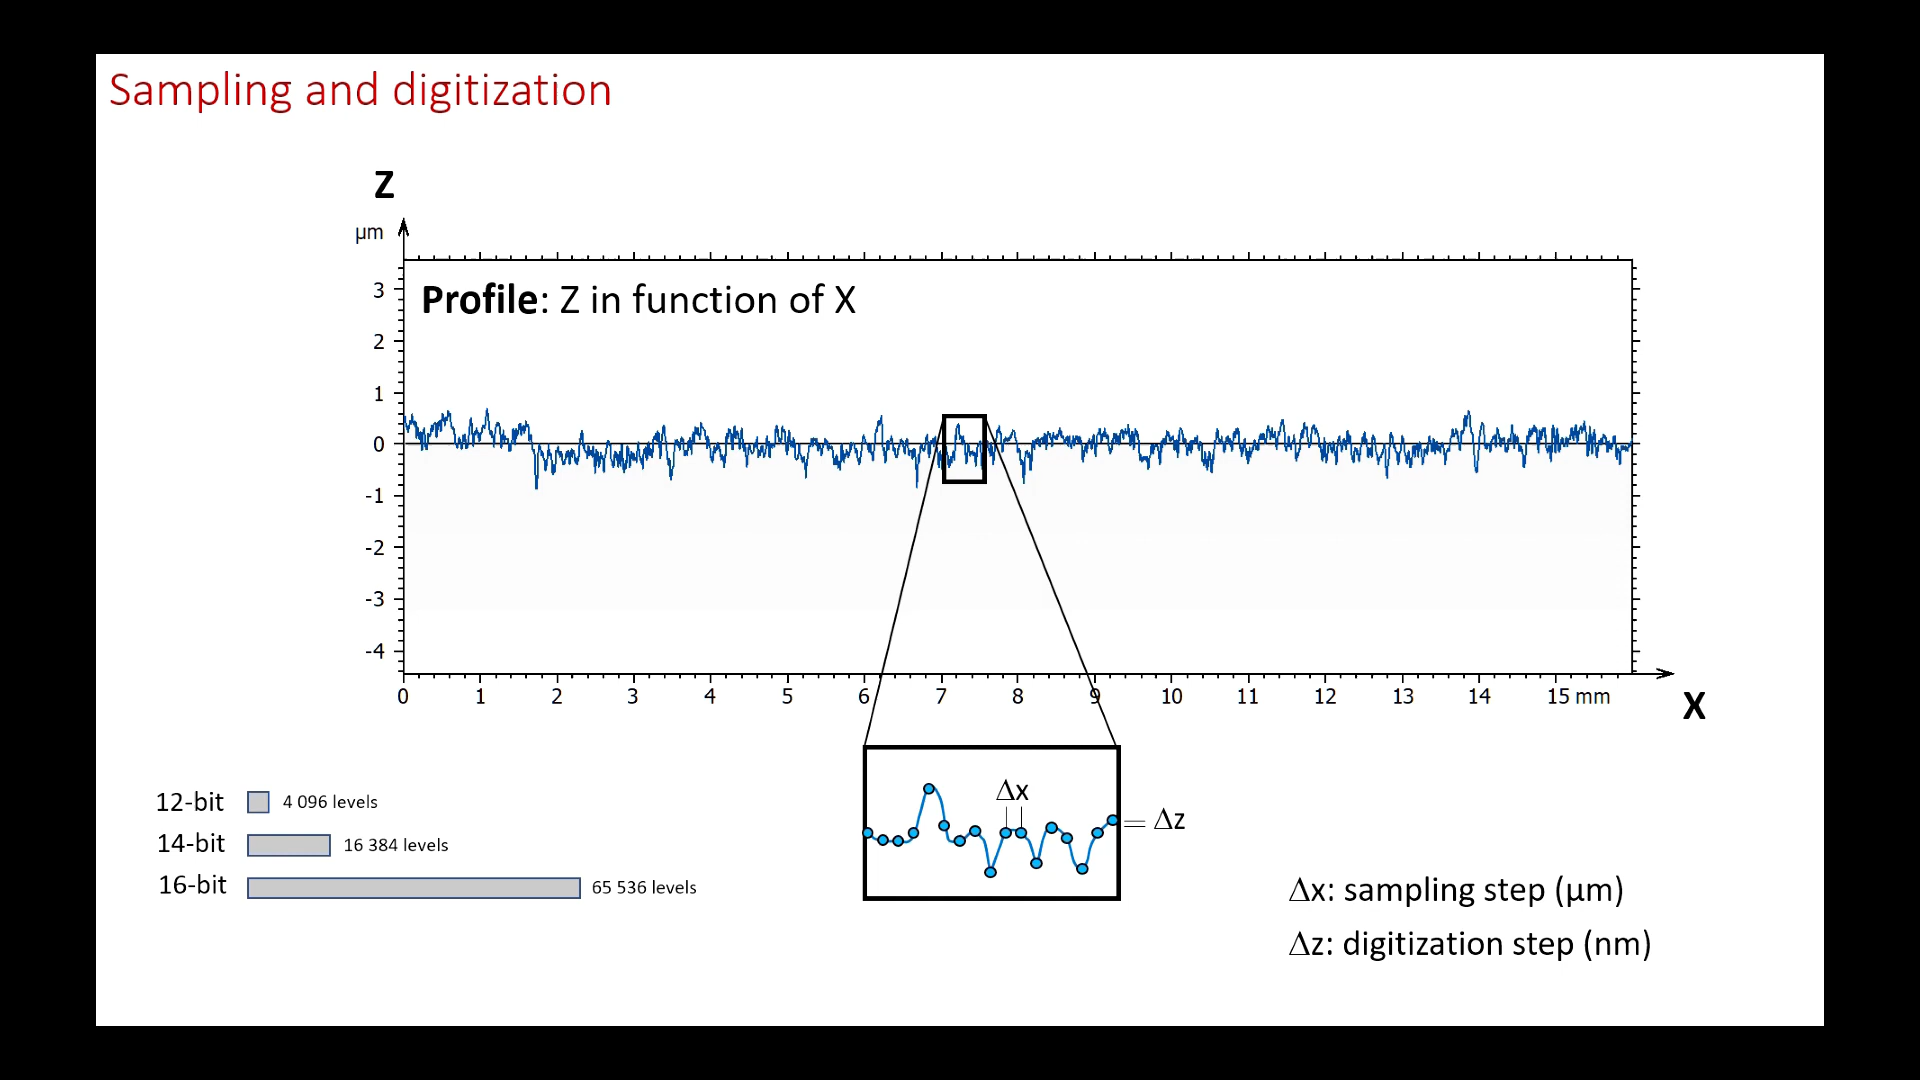 Sampling and digitization
Z
µm
Profile: Z in function of X
3
2
1
0
-1
-2
-3
-4
0 1 2 3 4 5 6 7 8 9 10 11 12 13 14 15 mm
X
12-bit 4 096 levels
14-bit 16 384 levels
16-bit 65 536 levels
Δx
Δz
Δx: sampling step (µm)
Δz: digitization step (nm)